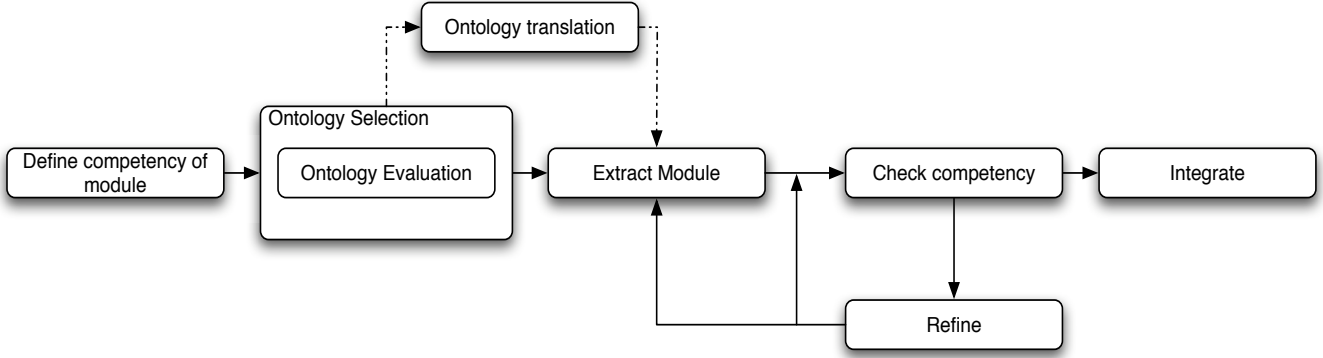 Ontology translation
Ontology Selection
Define competency of
module
Ontology Evaluation
Extract Module
Check competency
Integrate
Refine